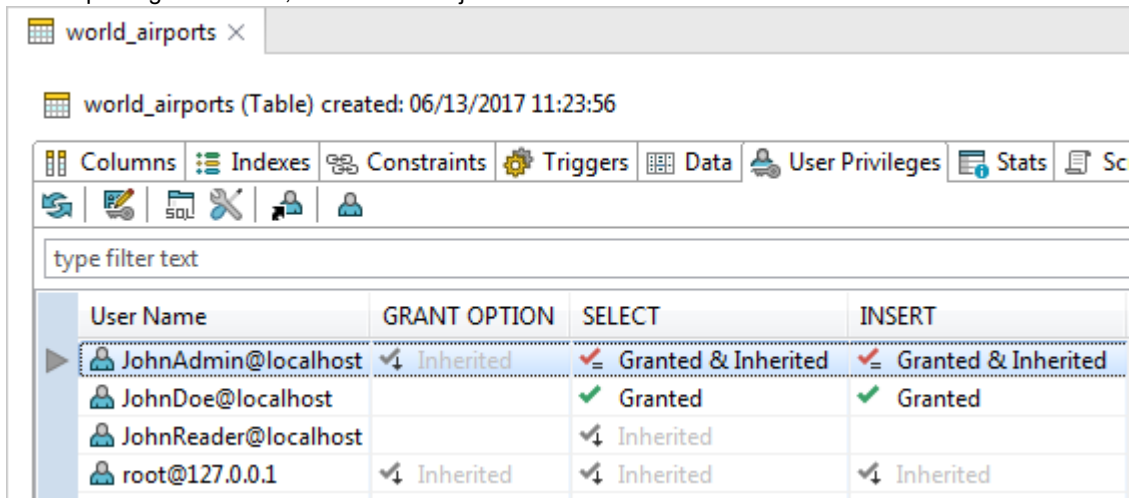 world_airports
world_airports (Table) created: 06/13/2017 11:23:56
Columns Indexes Constraints Triggers Data User Privileges Stats Sc
SQL
type filter text
User Name GRANT OPTION SELECT INSERT
JohnAdmin@localhost Inherited Granted & Inherited Granted & Inherited
JohnDoe@localhost Granted Granted
JohnReader@localhost Inherited
root@127.0.0.1 Inherited Inherited Inherited